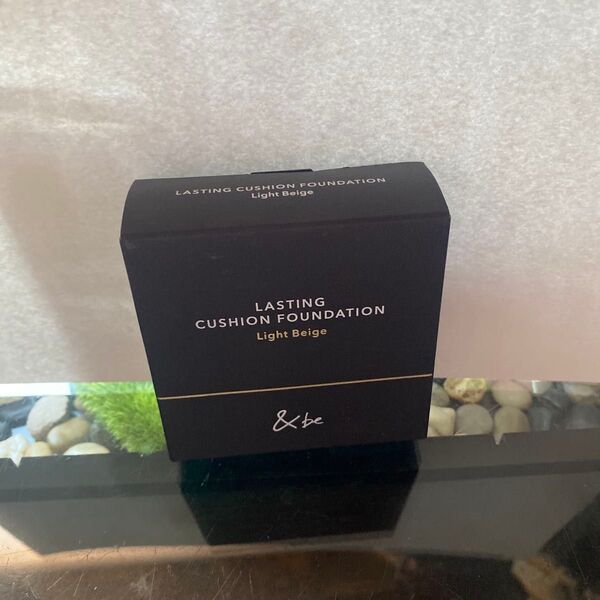 LASTING CUSHION FOUNDATION
Light Beige
LASTING
CUSHION FOUNDATION
Light Beige
&be